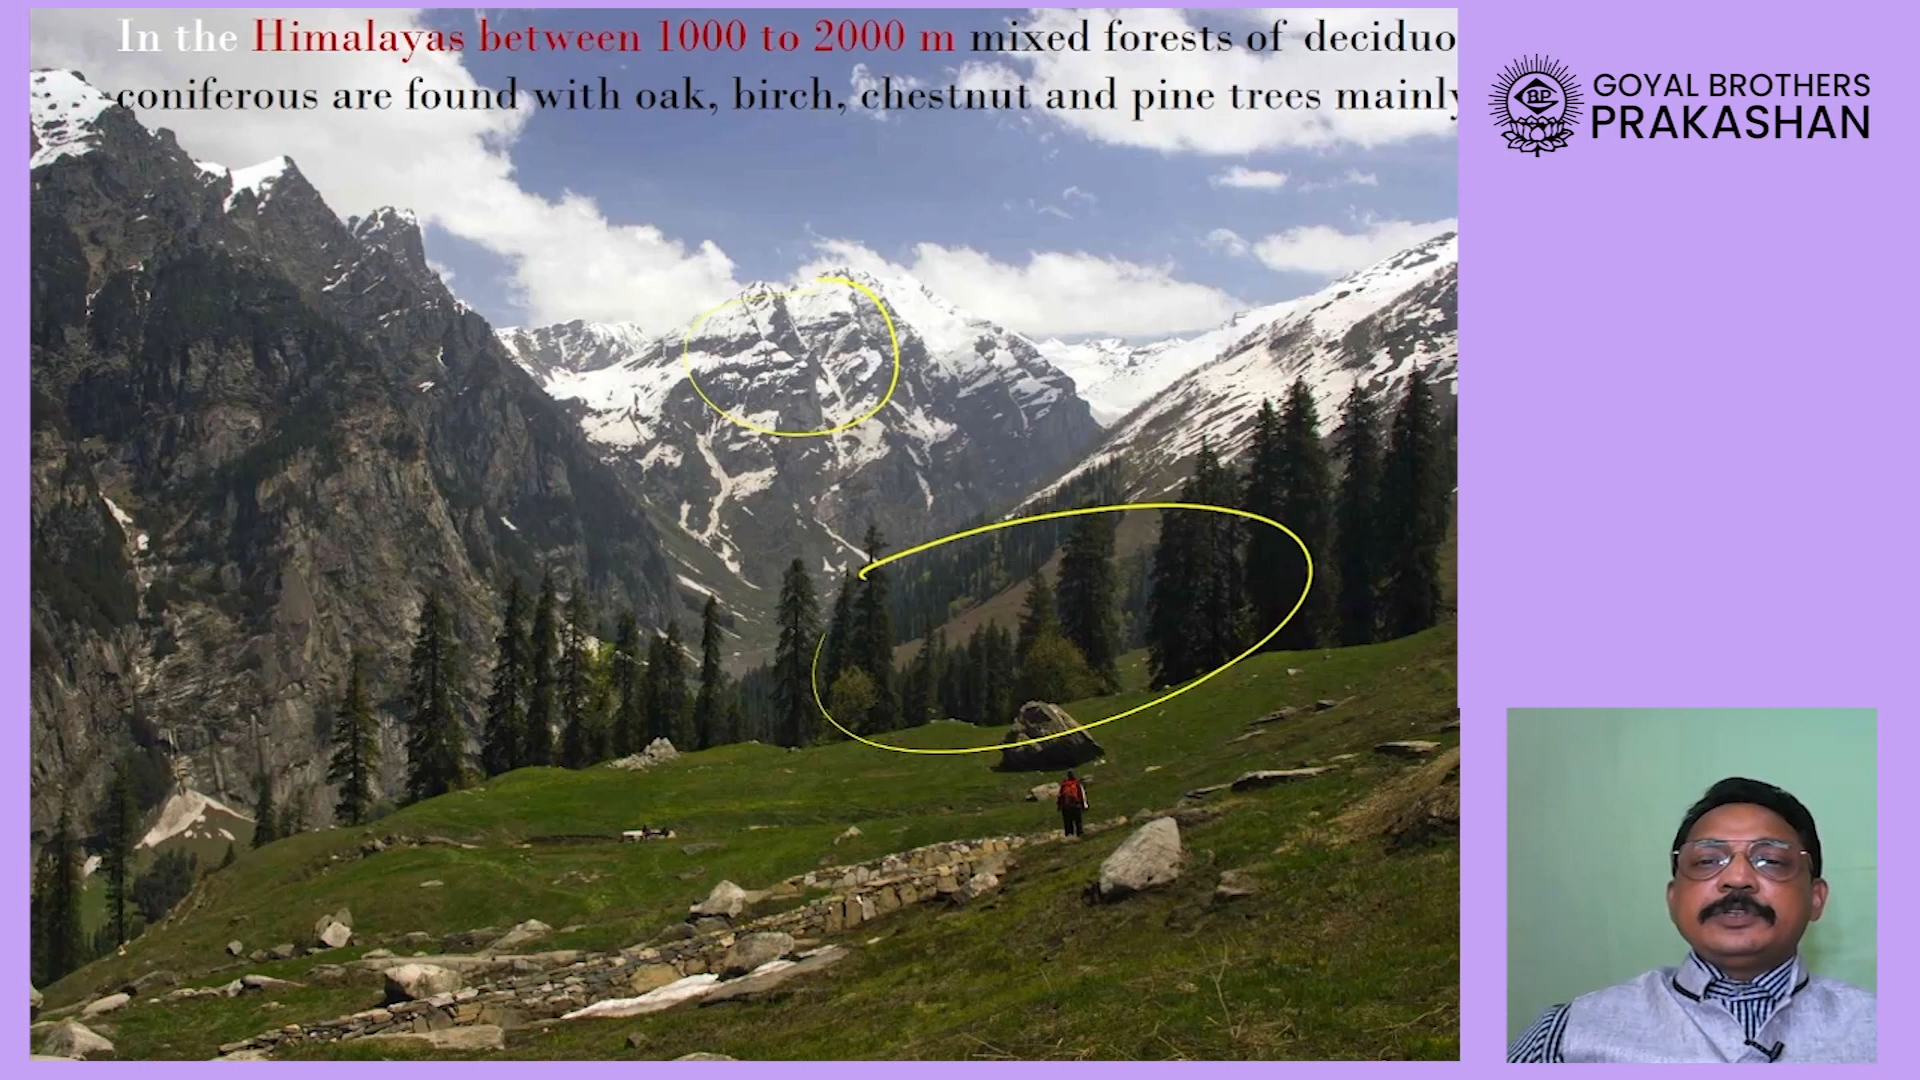 In the Himalayas between 1000 to 2000 m mixed forests of deciduo
coniferous are found with oak, birch, chestnut and pine trees mainly
GOYAL BROTHERS
PRAKASHAN
BP